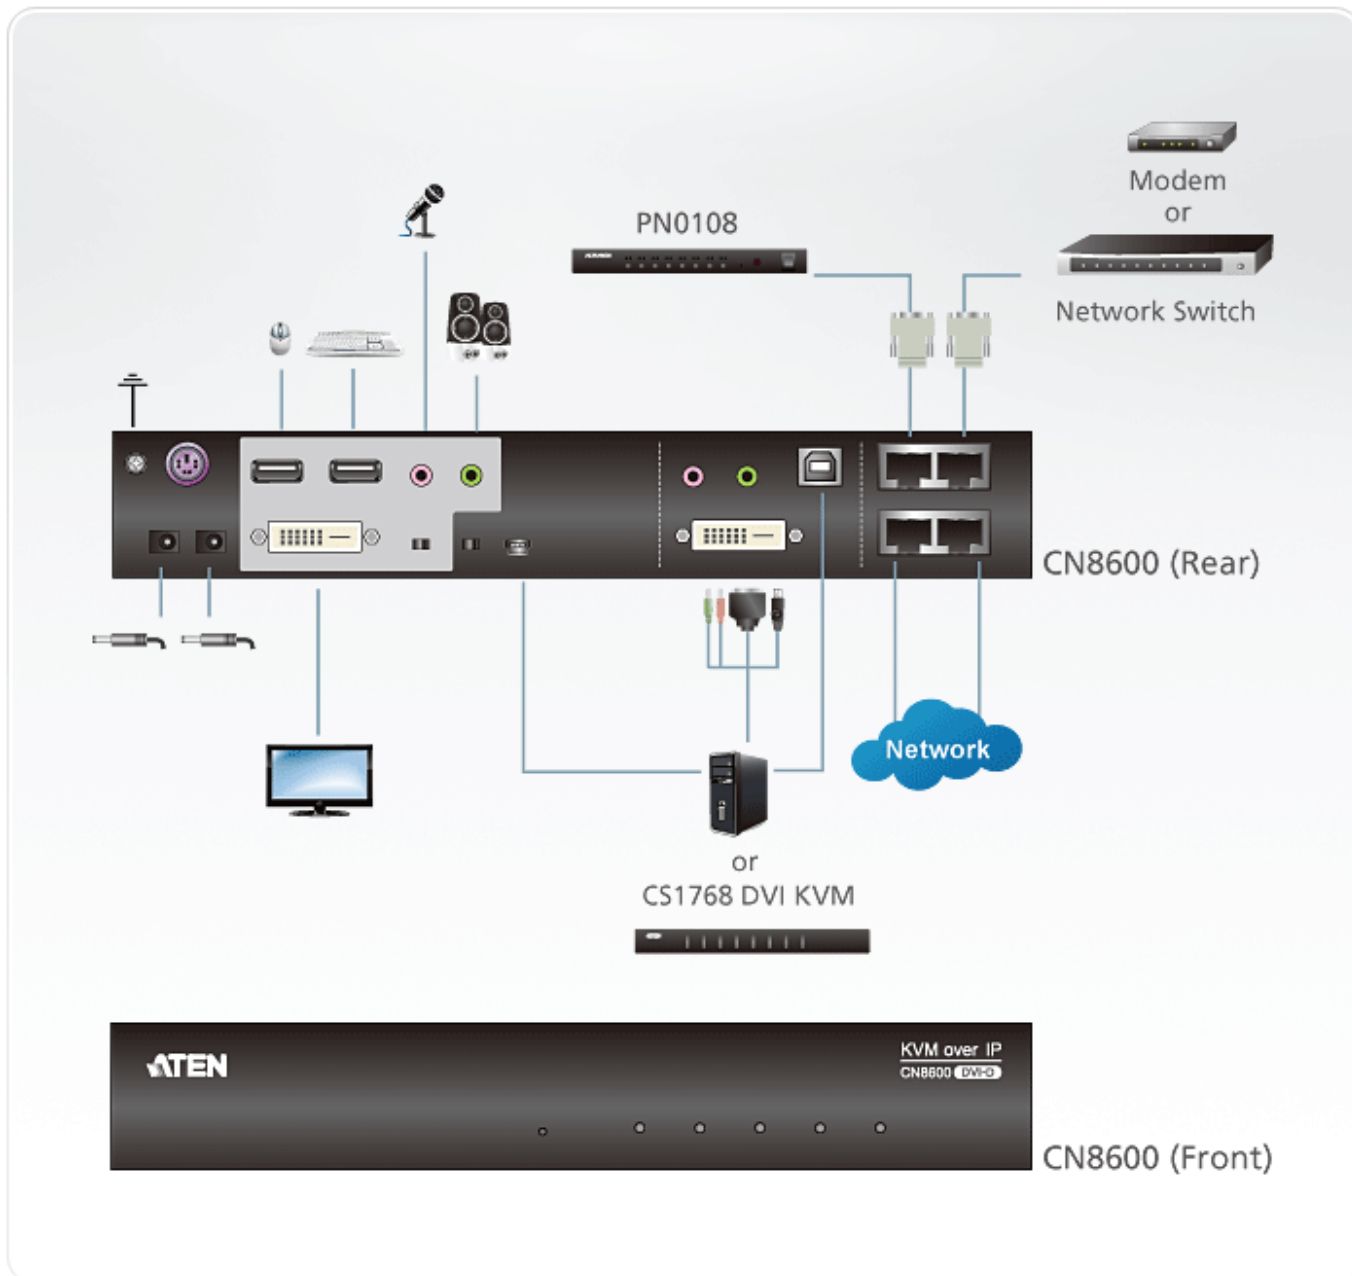 Modem
or
PN0108
Network Switch
CN8600 (Rear)
Network
or
CS1768 DVI KVM
ATEN
KVM over IP
CN8600 DVI-D
CN8600 (Front)